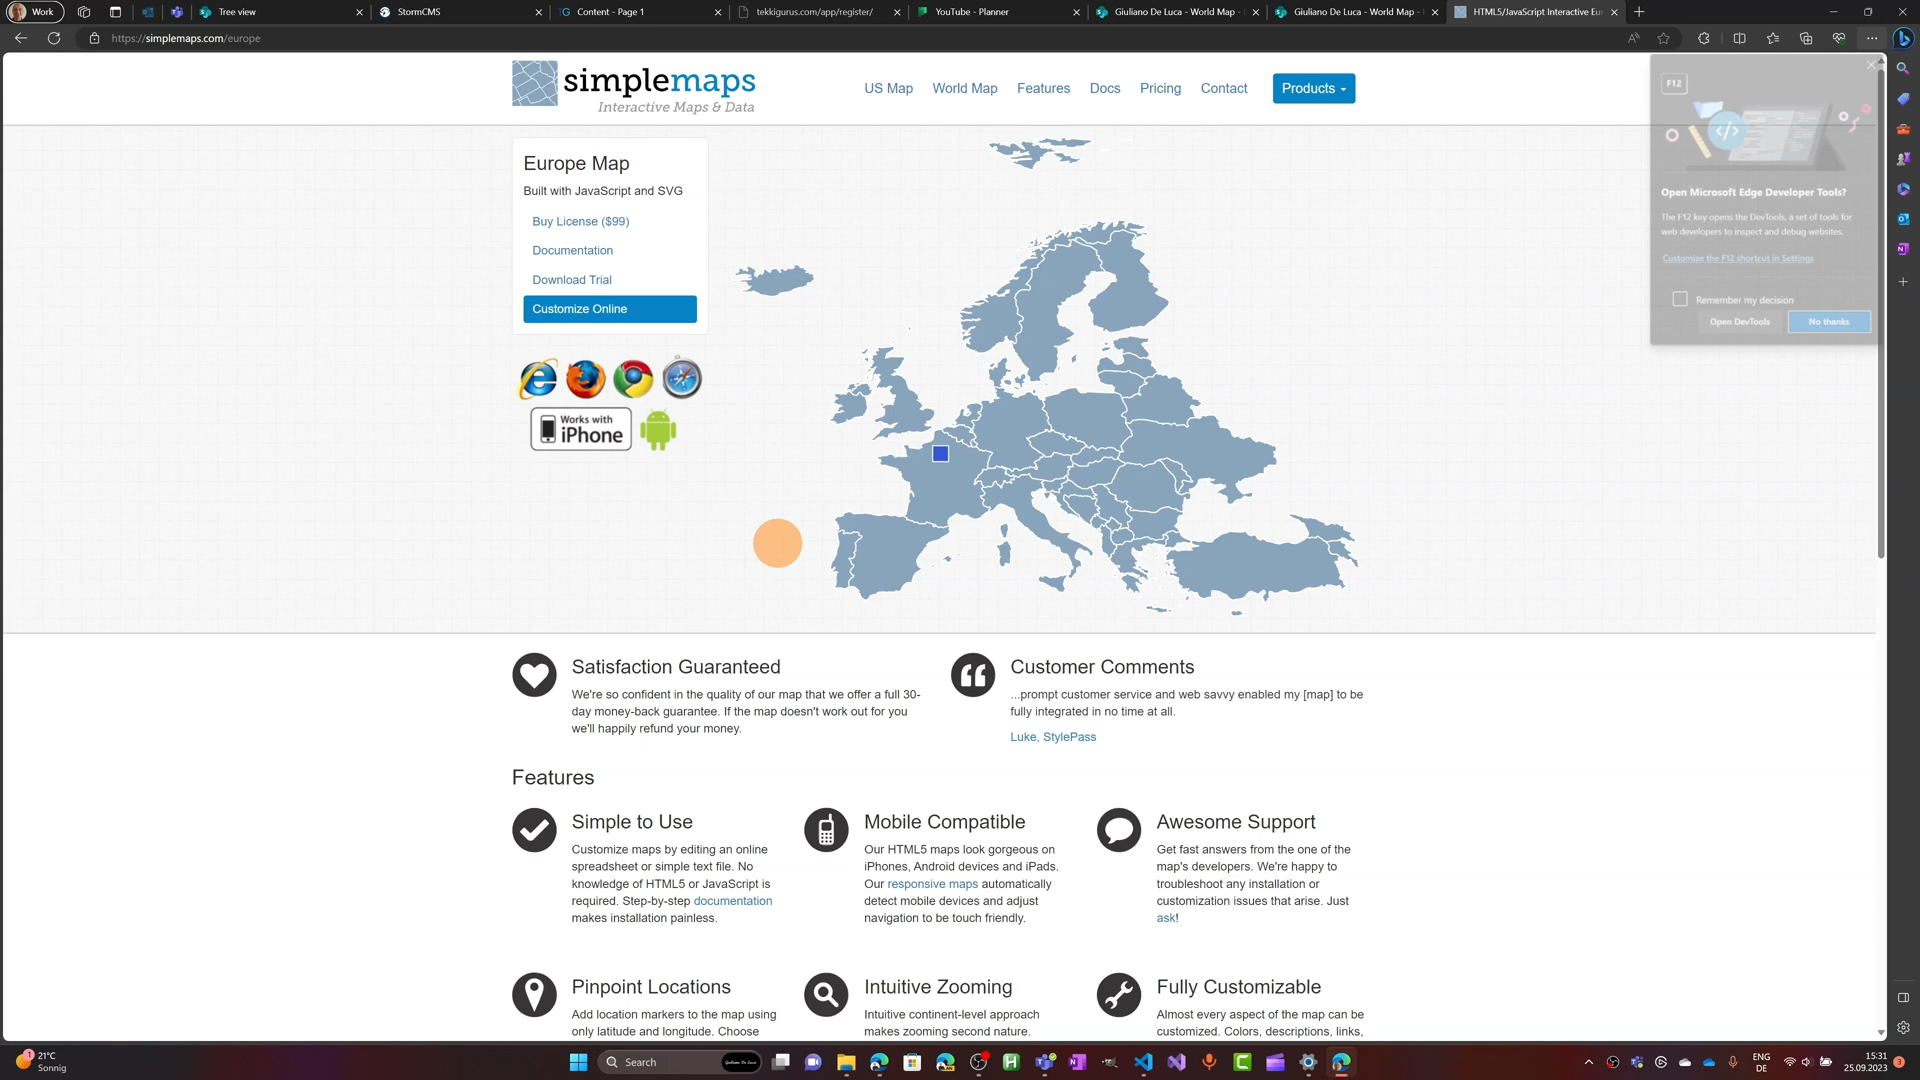 Work
Tree view
StormCMS
Content - Page 1
tekkigurus.com/app/register/
YouTube - Planner
Giuliano De Luca - World Map -
Giuliano De Luca - World Map -
HTML5/JavaScript Interactive Eur
https://simplemaps.com/europe
simplemaps
Interactive Maps & Data
US Map
World Map
Features
Docs
Pricing
Contact
Products
F12
Open Microsoft Edge Developer Tools?
The F12 key opens the DevTools, a set of tools for
web developers to inspect and debug websites.
Customize the F12 shortcut in Settings
Remember my decision
Open DevTools
No thanks
Europe Map
Built with JavaScript and SVG
Buy License ($99)
Documentation
Download Trial
Customize Online
Works with
iPhone
Satisfaction Guaranteed
We're so confident in the quality of our map that we offer a full 30-
day money-back guarantee. If the map doesn't work out for you
we'll happily refund your money.
Customer Comments
...prompt customer service and web savvy enabled my [map] to be
fully integrated in no time at all.
Luke, StylePass
Features
Simple to Use
Customize maps by editing an online
spreadsheet or simple text file. No
knowledge of HTML5 or JavaScript is
required. Step-by-step documentation
makes installation painless.
Mobile Compatible
Our HTML5 maps look gorgeous on
iPhones, Android devices and iPads.
Our responsive maps automatically
detect mobile devices and adjust
navigation to be touch friendly.
Awesome Support
Get fast answers from the one of the
map's developers. We're happy to
troubleshoot any installation or
customization issues that arise. Just
ask!
Pinpoint Locations
Add location markers to the map using
only latitude and longitude. Choose
Intuitive Zooming
Intuitive continent-level approach
makes zooming second nature.
Fully Customizable
Almost every aspect of the map can be
customized. Colors, descriptions, links,
1
21°C
Sonnig
Search
ENG
DE
15:31
25.09.2023
3